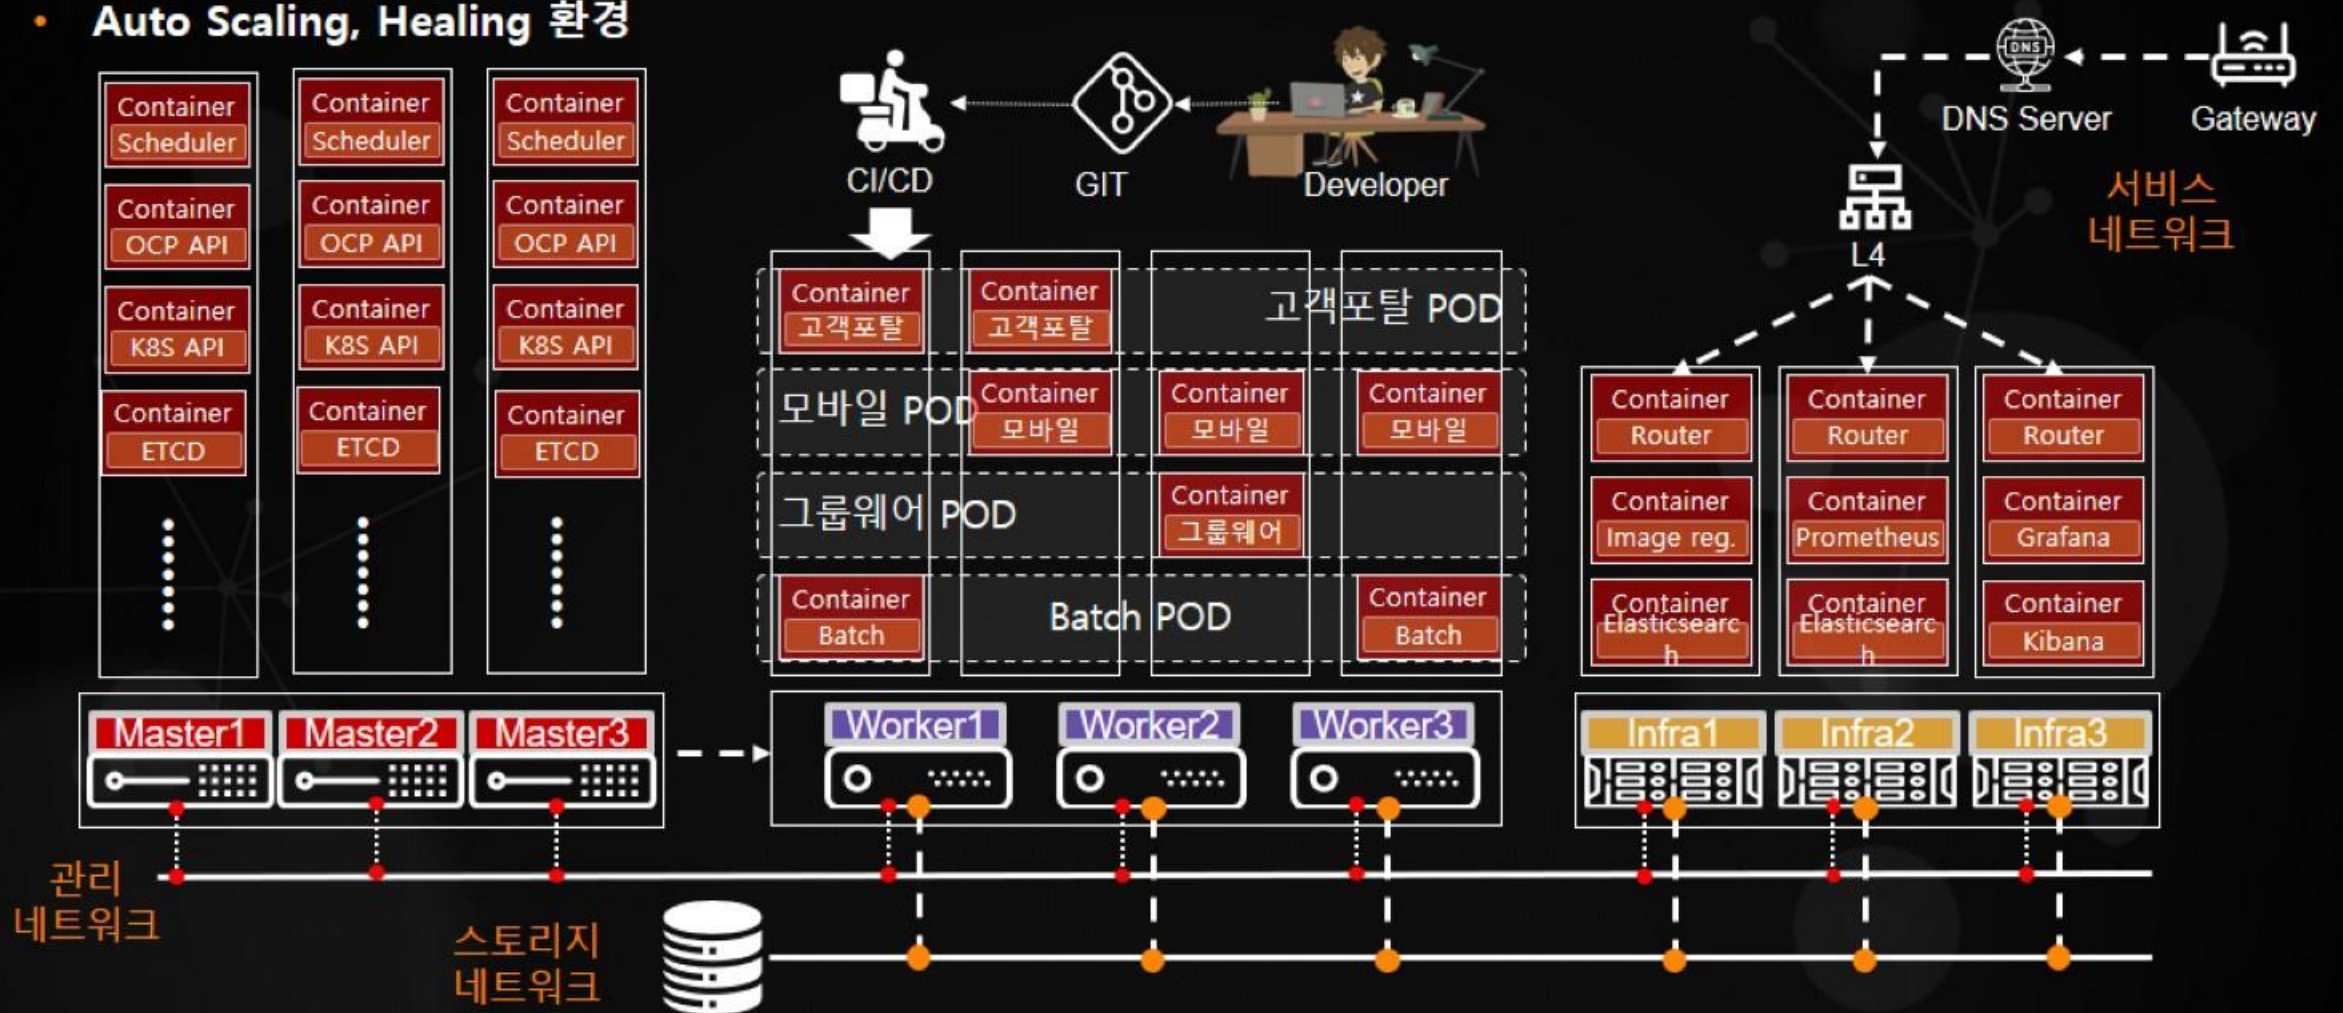 • Auto Scaling, Healing 환경
Container
Scheduler
Container
OCP API
Container
K8S API
Container
ETCD
Container
Scheduler
Container
OCP API
Container
K8S API
Container
ETCD
Container
Scheduler
Container
OCP API
Container
K8S API
Container
ETCD
Master1
Master2
Master3
CI/CD
GIT
Developer
Container
고객포탈
Container
고객포탈
고객포탈 POD
모바일 POD
Container
모바일
Container
모바일
Container
모바일
그룹웨어 POD
Container
그룹웨어
Container
Batch
Batch POD
Container
Batch
Worker1
Worker2
Worker3
DNS
DNS Server
Gateway
서비스
네트워크
L4
Container
Router
Container
Image reg.
Container
Elasticsearc
h
Container
Router
Container
Prometheus
Container
Elasticsearc
h
Container
Router
Container
Grafana
Container
Kibana
Infra1
Infra2
Infra3
관리
네트워크
스토리지
네트워크